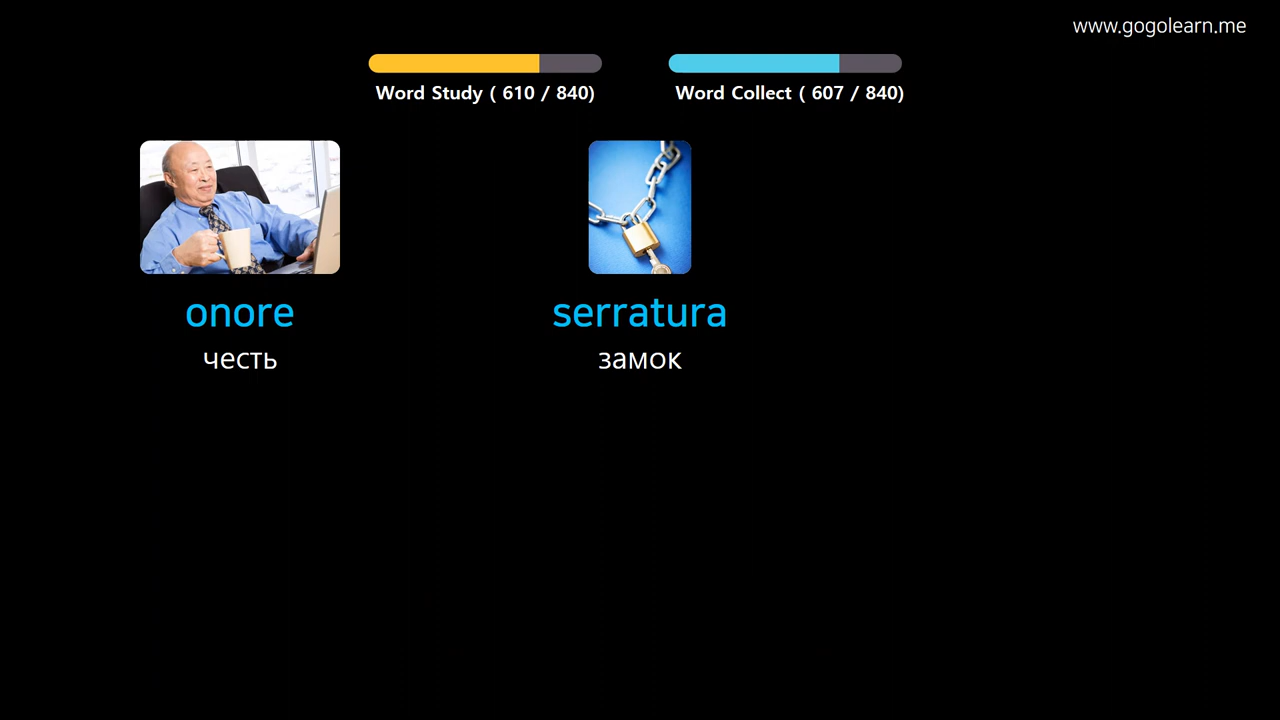 www.gogolearn.me
Word Study ( 610 / 840)
Word Collect ( 607 / 840)
onore
serratura
честь
замок